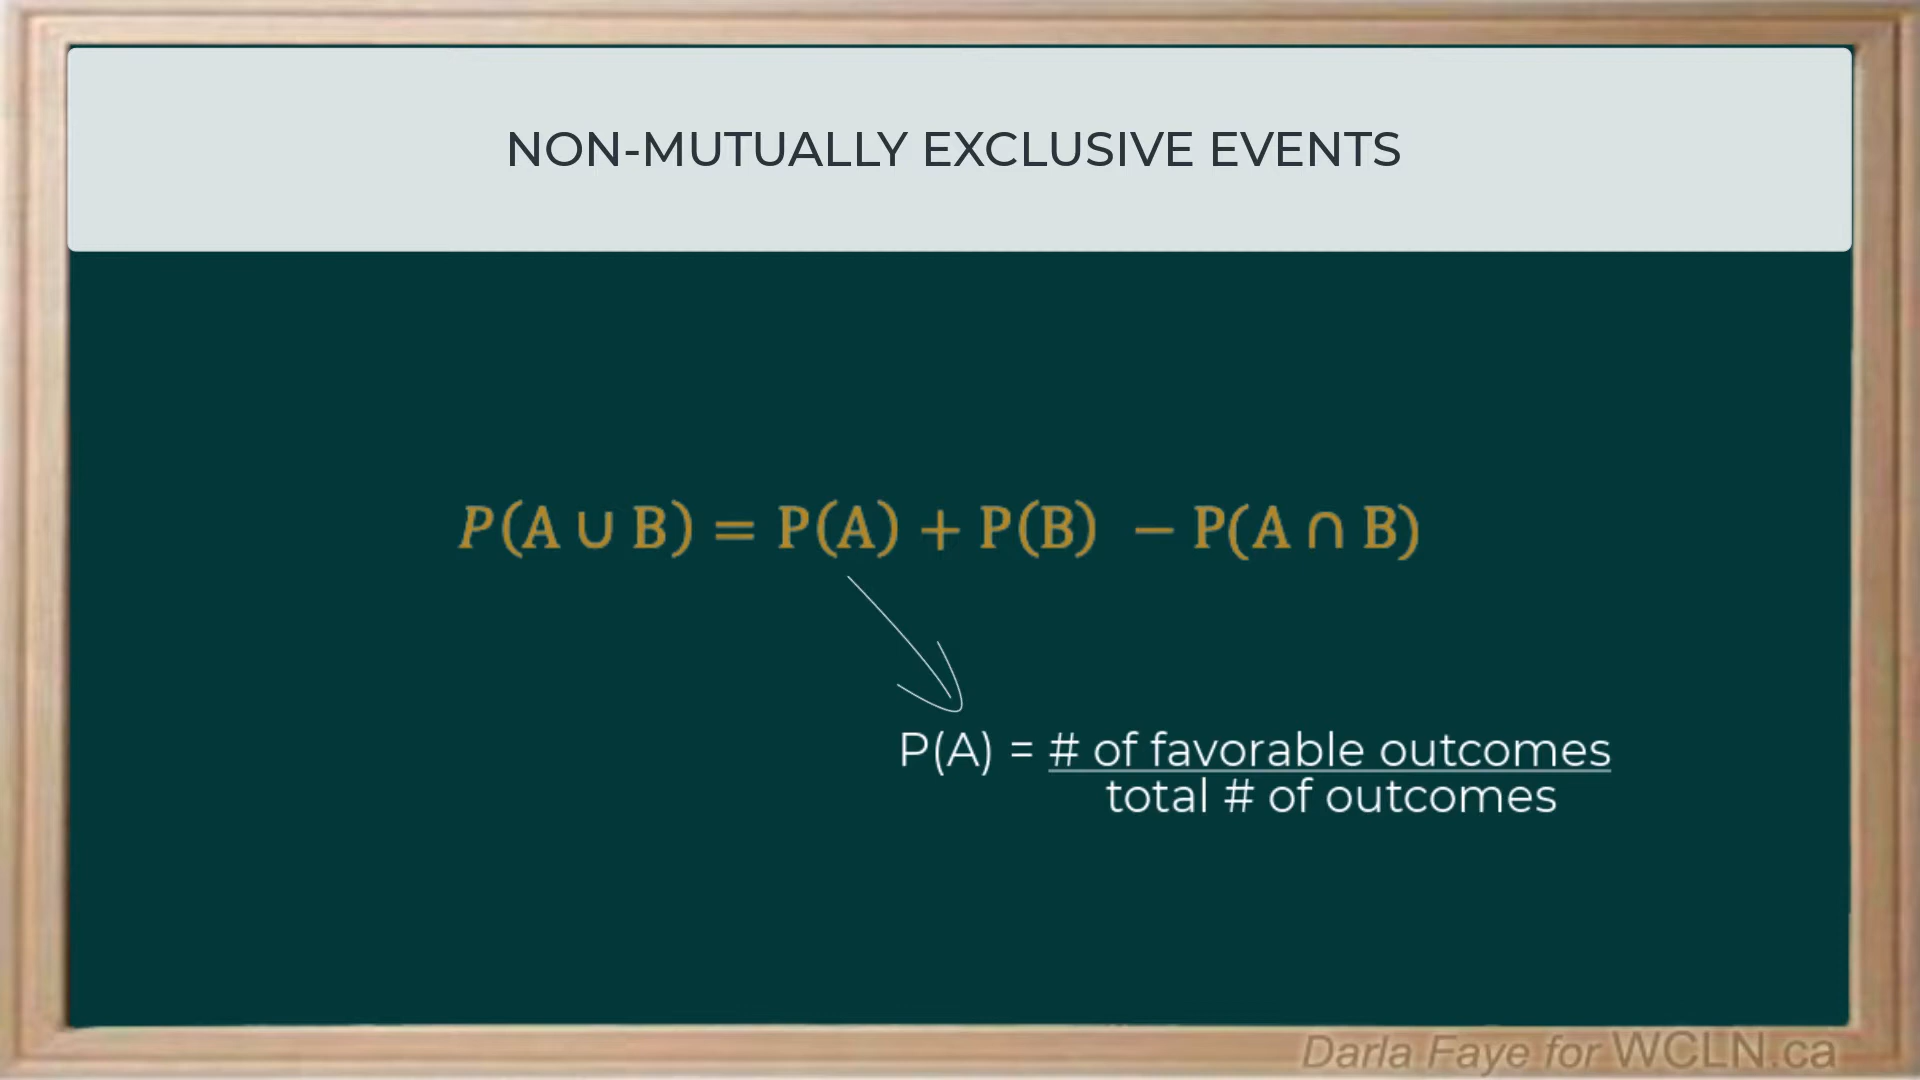 NON-MUTUALLY EXCLUSIVE EVENTS
P(A ∪ B) = P(A) + P(B) − P(A ∩ B)
P(A) = # of favorable outcomes
total # of outcomes
Darla Faye for WCLN.ca